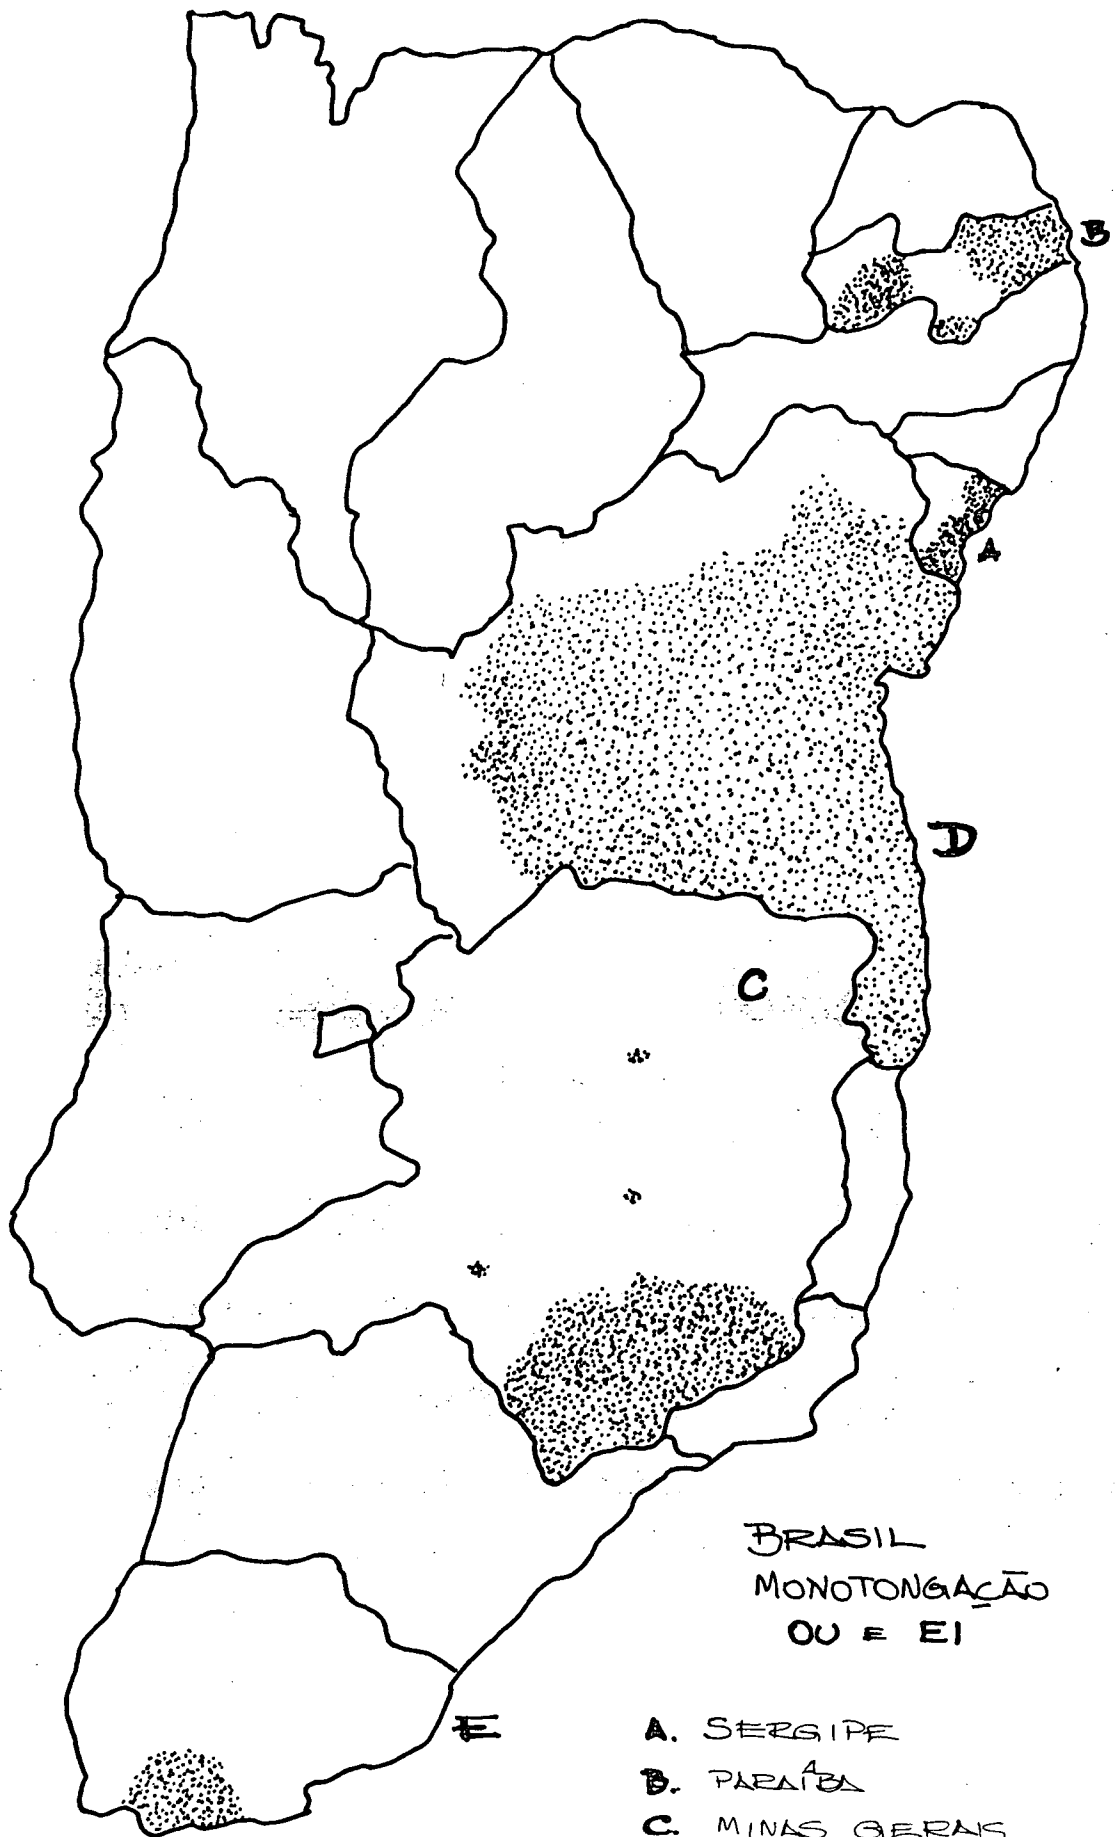 B
A
D
C
E
BRASIL
MONOTONGAÇÃO
OU E EI
A. SERGIPE
B. PARAÍBA
C. MINAS GERAIS